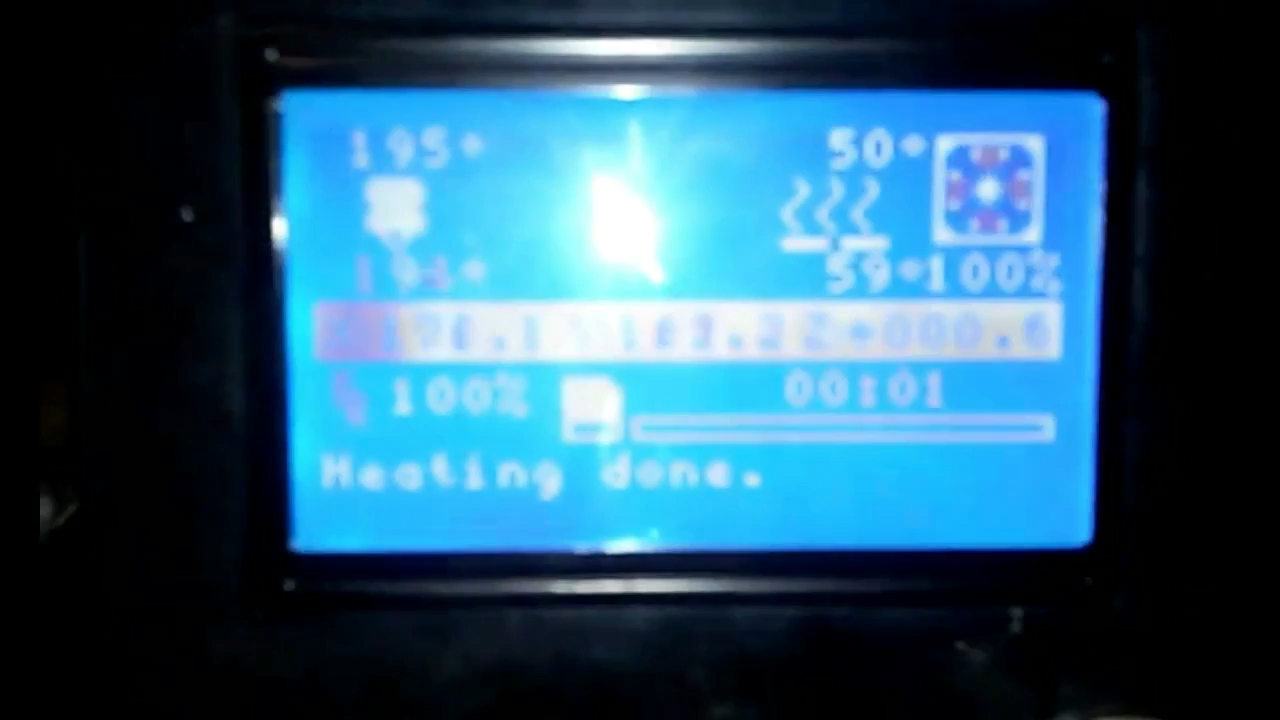 195° 50°
59° 100%
100% 00:01
Heating done.